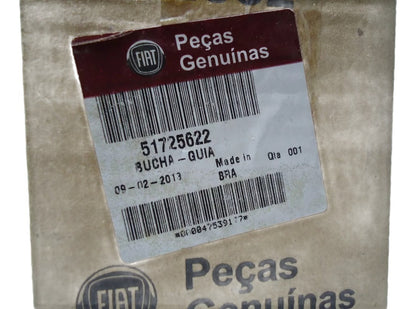 FIAT
Peças
Genuínas
51725622
BUCHA-GUIA
09-02-2013
Made in
BRA
Qta 001
FIAT
Peças
Genuínas